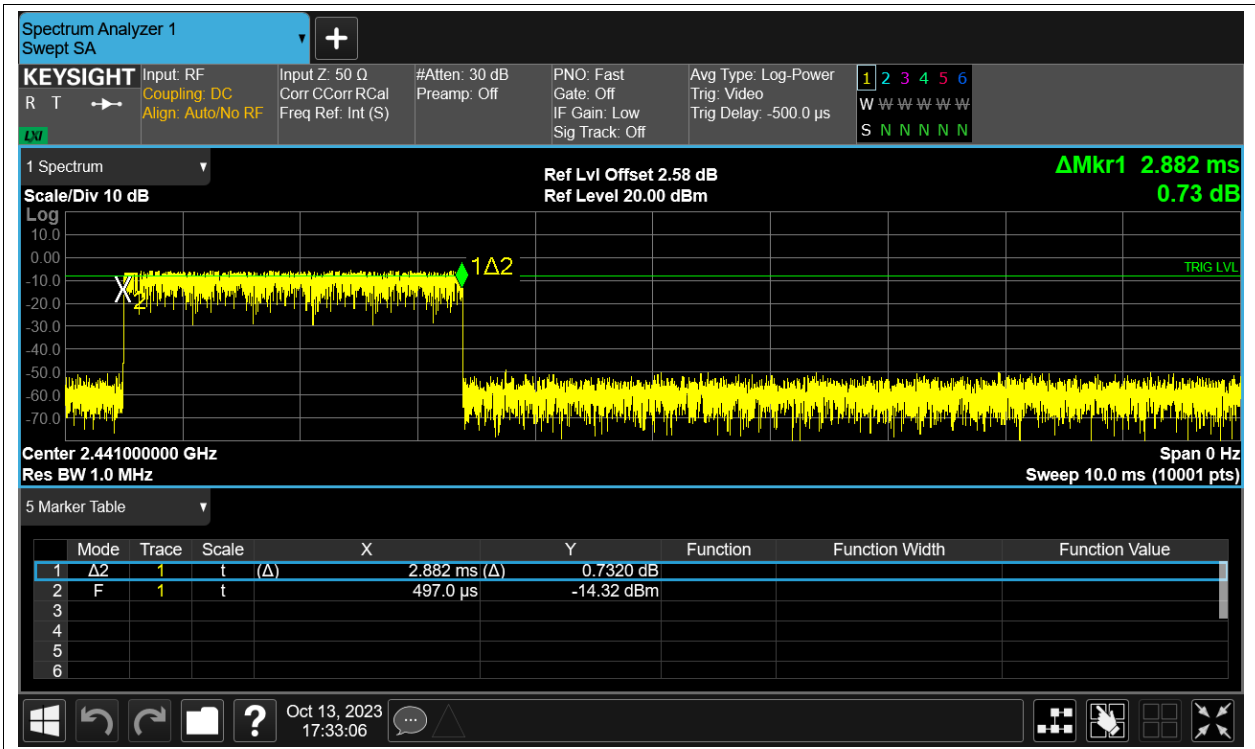 Spectrum Analyzer 1
Swept SA
KEYSIGHT
R T
LXI
Input: RF
Coupling: DC
Align: Auto/No RF
Input Z: 50 Ω
Corr CCorr RCal
Freq Ref: Int (S)
#Atten: 30 dB
Preamp: Off
PNO: Fast
Gate: Off
IF Gain: Low
Sig Track: Off
Avg Type: Log-Power
Trig: Video
Trig Delay: -500.0 µs
1 2 3 4 5 6
W W W W W W
S N N N N N
1 Spectrum
Scale/Div 10 dB
Ref Lvl Offset 2.58 dB
Ref Level 20.00 dBm
ΔMkr1 2.882 ms
0.73 dB
Log
10.0
0.00
-10.0
-20.0
-30.0
-40.0
-50.0
-60.0
-70.0
X2
1Δ2
TRIG LVL
Center 2.441000000 GHz
Res BW 1.0 MHz
Span 0 Hz
Sweep 10.0 ms (10001 pts)
5 Marker Table
Mode Trace Scale X Y Function Function Width Function Value
1 Δ2 1 t (Δ) 2.882 ms (Δ) 0.7320 dB
2 F 1 t 497.0 µs -14.32 dBm
3
4
5
6
?
Oct 13, 2023
17:33:06